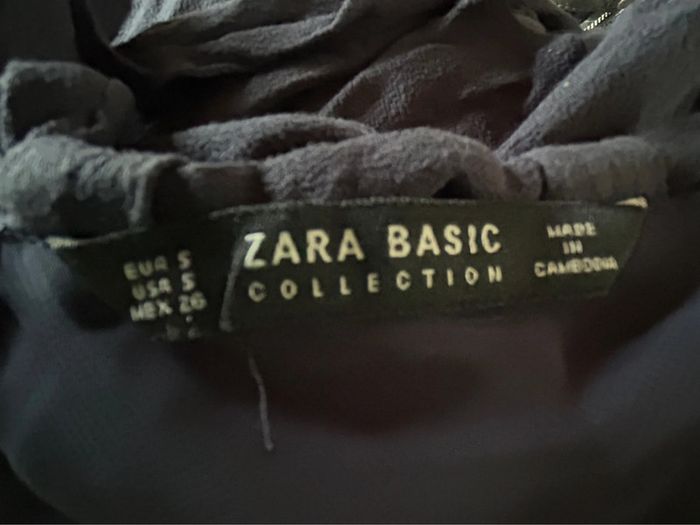 EUR S
USA S
MEX 26
ZARA BASIC
COLLECTION
MADE
IN
CAMBODIA